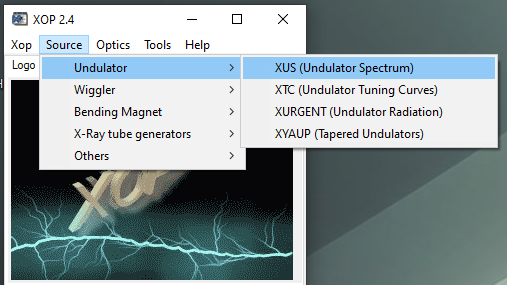 XOP 2.4
Xop Source Optics Tools Help
Logo
Undulator
Wiggler
Bending Magnet
X-Ray tube generators
Others
XUS (Undulator Spectrum)
XTC (Undulator Tuning Curves)
XURGENT (Undulator Radiation)
XYAUP (Tapered Undulators)
XOP